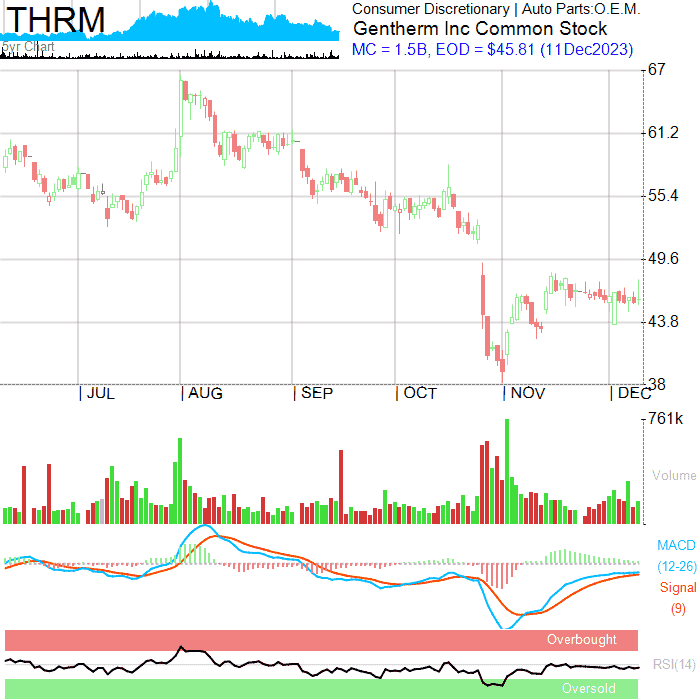 THRM
5yr Chart
Consumer Discretionary | Auto Parts:O.E.M.
Gentherm Inc Common Stock
MC = 1.5B, EOD = $45.81 (11Dec2023)
67
61.2
55.4
49.6
43.8
38
| JUL | AUG | SEP | OCT | NOV | DEC
761k
Volume
MACD
(12-26)
Signal
(9)
Overbought
RSI(14)
Oversold